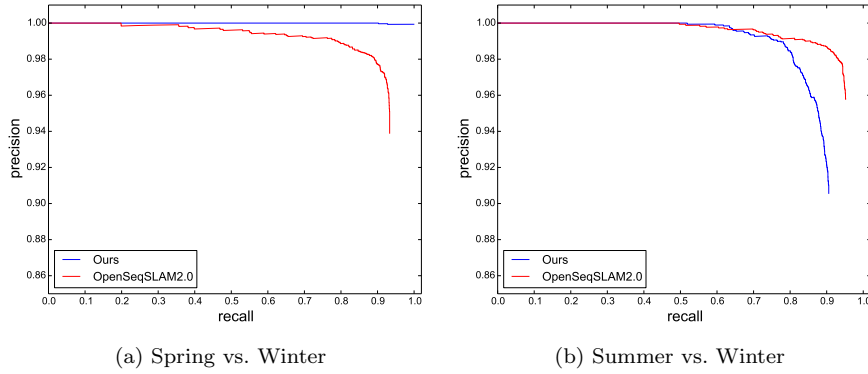 1.00
0.98
0.96
0.94
0.92
0.90
0.88
0.86
precision
Ours
OpenSeqSLAM2.0
0.0 0.1 0.2 0.3 0.4 0.5 0.6 0.7 0.8 0.9 1.0
recall
(a) Spring vs. Winter
1.00
0.98
0.96
0.94
0.92
0.90
0.88
0.86
precision
Ours
OpenSeqSLAM2.0
0.0 0.1 0.2 0.3 0.4 0.5 0.6 0.7 0.8 0.9 1.0
recall
(b) Summer vs. Winter